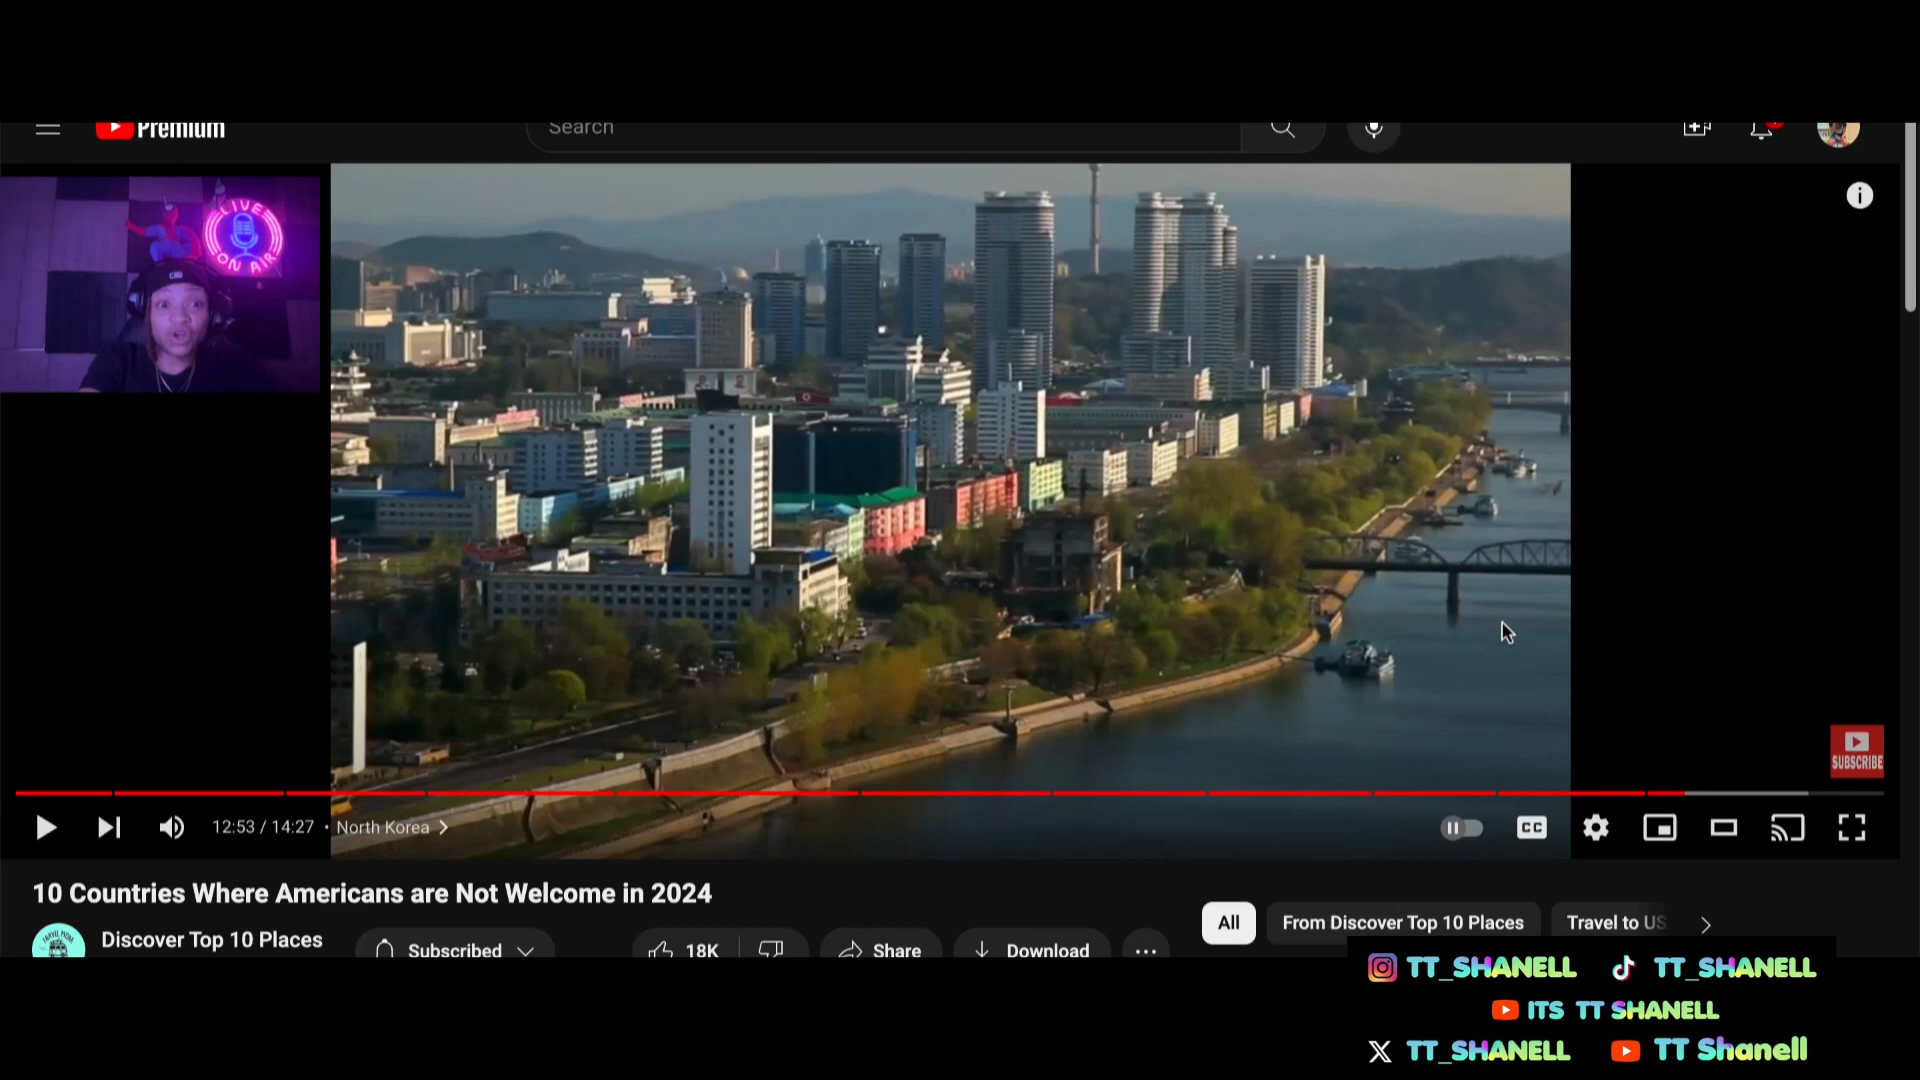 Premium
Search
LIVE
ON AIR
SUBSCRIBE
12:53 / 14:27 • North Korea
CC
10 Countries Where Americans are Not Welcome in 2024
Discover Top 10 Places
Subscribed
18K
Share
Download
All
From Discover Top 10 Places
Travel to US
TT_SHANELL
TT_SHANELL
ITS TT SHANELL
TT_SHANELL
TT Shanell